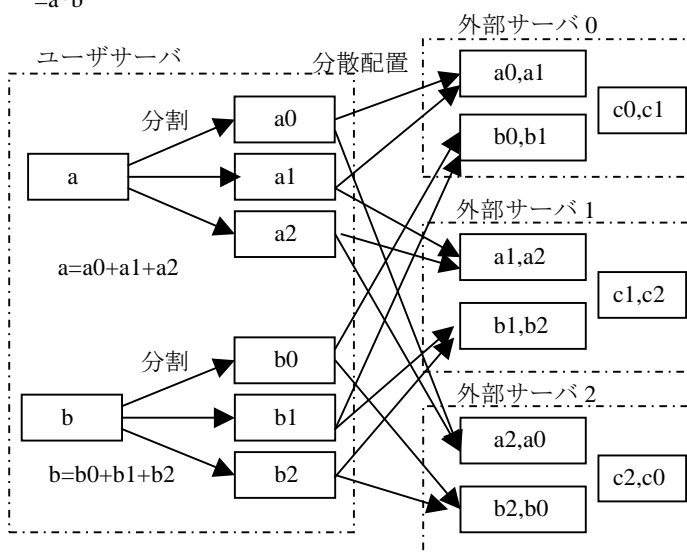 =a*b
ユーザサーバ
分散配置
外部サーバ 0
分割
a
a0
a1
a2
a=a0+a1+a2
分割
b
b0
b1
b2
b=b0+b1+b2
a0,a1
b0,b1
c0,c1
外部サーバ 1
a1,a2
b1,b2
c1,c2
外部サーバ 2
a2,a0
b2,b0
c2,c0